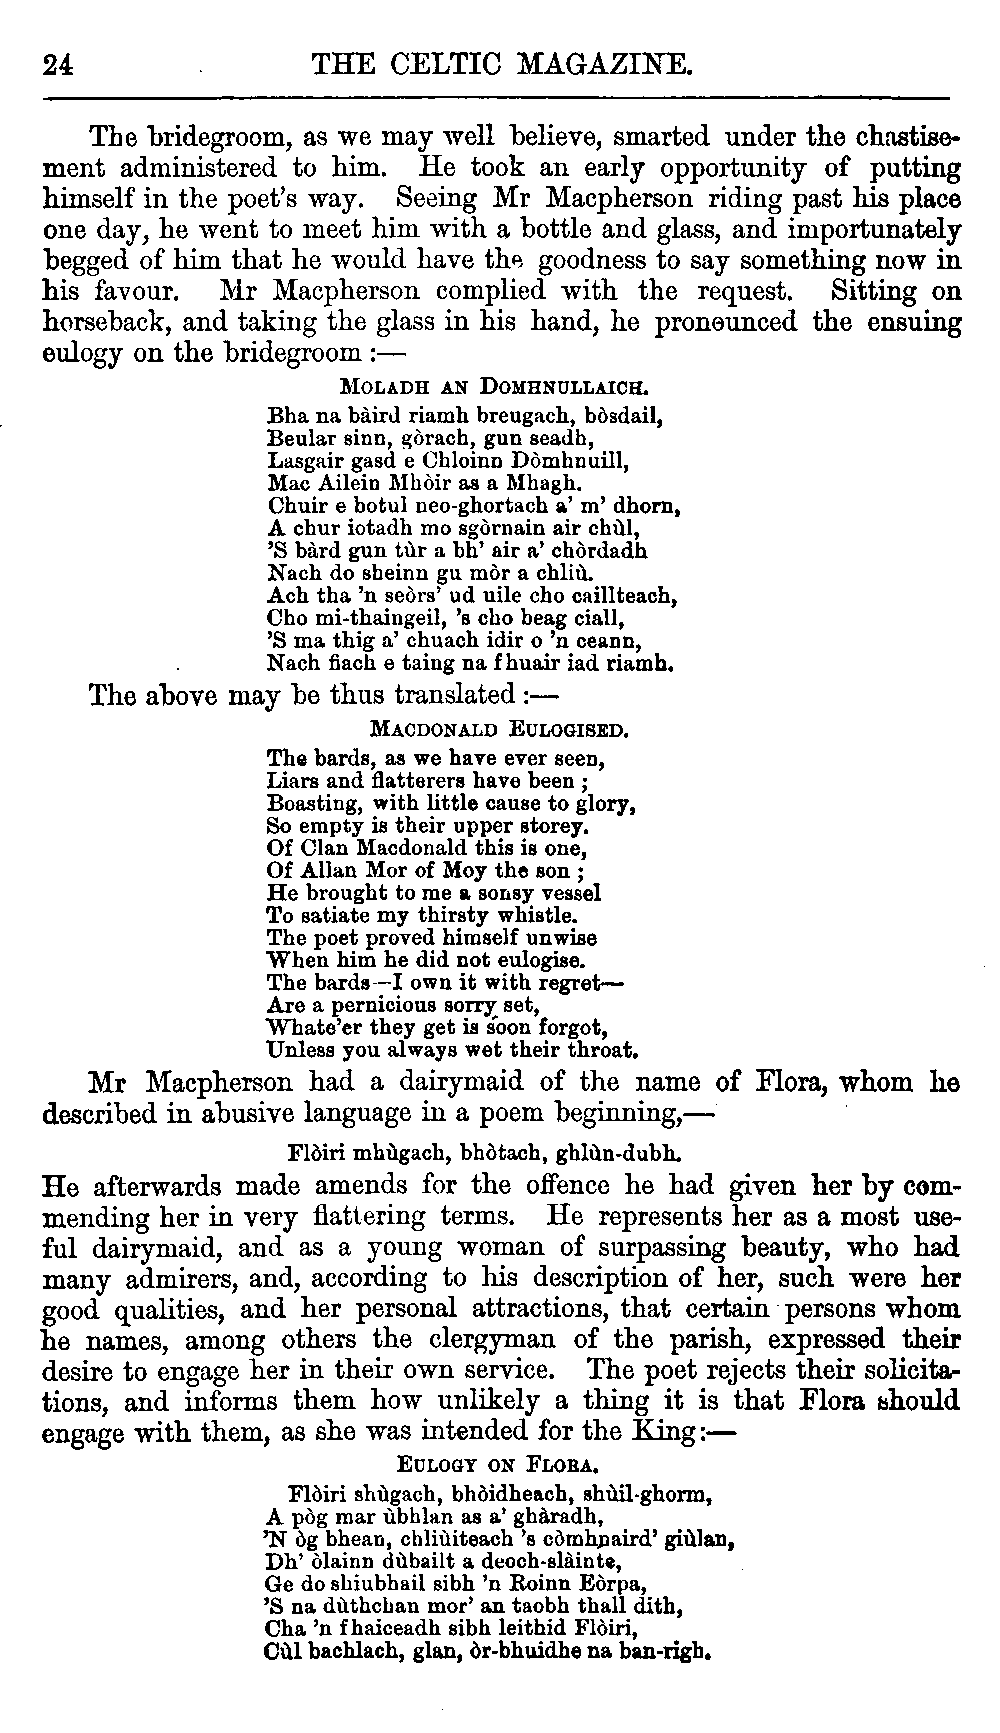 24 THE CELTIC MAGAZINE.
The bridegroom, as we may well believe, smarted under the chastise-
ment administered to him. He took an early opportunity of putting
himself in the poet's way. Seeing Mr Macpherson riding past his place
one day, he went to meet him with a bottle and glass, and importunately
begged of him that he would have the goodness to say something now in
his favour. Mr Macpherson complied with the request. Sitting on
horseback, and taking the glass in his hand, he pronounced the ensuing
eulogy on the bridegroom :—
MOLADH AN DOMHNULLAICH.
Bha na bàird riamh breugach, bòsdail,
Beular sinn, gòrach, gun seadh,
Lasgair gasd e Chloinn Dòmhnuill,
Mac Ailein Mhòir as a Mhagh.
Chuir e botul neo-ghortach a' m' dhorn,
A chur iotadh mo sgòrnain air chùl,
'S bàrd gun tùr a bh' air a' chòrdadh
Nach do sheinn gu mòr a chliù.
Ach tha 'n seòrs' ud uile cho caillteach,
Cho mi-thaingeil, 's cho beag ciall,
'S ma thig a' chuach idir o 'n ceann,
Nach fiach e taing na fhuair iad riamh.
The above may be thus translated :—
MACDONALD EULOGISED.
The bards, as we have ever seen,
Liars and flatterers have been ;
Boasting, with little cause to glory,
So empty is their upper storey.
Of Clan Macdonald this is one,
Of Allan Mor of Moy the son ;
He brought to me a sonsy vessel
To satiate my thirsty whistle.
The poet proved himself unwise
When him he did not eulogise.
The bards—I own it with regret—
Are a pernicious sorry set,
Whate'er they get is soon forgot,
Unless you always wet their throat.
Mr Macpherson had a dairymaid of the name of Flora, whom he
described in abusive language in a poem beginning,—
Flòiri mhùgach, bhòtach, ghlùn-dubh.
He afterwards made amends for the offence he had given her by com-
mending her in very flattering terms. He represents her as a most use-
ful dairymaid, and as a young woman of surpassing beauty, who had
many admirers, and, according to his description of her, such were her
good qualities, and her personal attractions, that certain persons whom
he names, among others the clergyman of the parish, expressed their
desire to engage her in their own service. The poet rejects their solicita-
tions, and informs them how unlikely a thing it is that Flora should
engage with them, as she was intended for the King:—
EULOGY ON FLORA.
Flòiri shùgach, bhòidheach, shùil-ghorm,
A pòg mar ùbhlan as a' ghàradh,
'N òg bhean, chliùiteach 's còmhnaird' giùlan,
Dh' òlainn dùbailt a deoch-slàinte,
Ge do shiubhail sibh 'n Roinn Eòrpa,
'S na dùthchan mor' an taobh thall dith,
Cha 'n fhaiceadh sibh leithid Flòiri,
Cùl bachlach, glan, òr-bhuidhe na ban-righ.